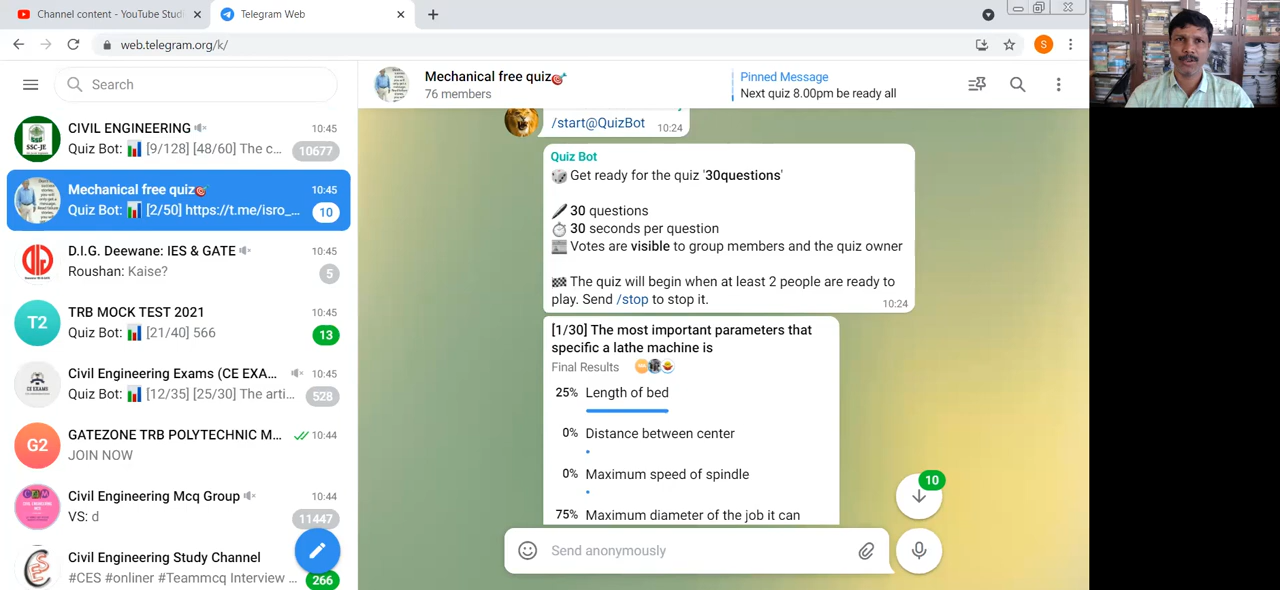 Channel content - YouTube Studi
Telegram Web
web.telegram.org/k/
S
Search
CIVIL ENGINEERING
10:45
Quiz Bot: 📊 [9/128] [48/60] The c...
10677
Mechanical free quiz🎯
10:45
Quiz Bot: 📊 [2/50] https://t.me/isro_...
10
D.I.G. Deewane: IES & GATE
10:45
Roushan: Kaise?
5
T2
TRB MOCK TEST 2021
10:45
Quiz Bot: 📊 [21/40] 566
13
Civil Engineering Exams (CE EXA...
10:45
Quiz Bot: 📊 [12/35] [25/30] The arti...
528
G2
GATEZONE TRB POLYTECHNIC M...
10:44
JOIN NOW
Civil Engineering Mcq Group
10:44
VS: d
11447
Civil Engineering Study Channel
#CES #onliner #Teammcq Interview ...
266
Mechanical free quiz🎯
76 members
Pinned Message
Next quiz 8.00pm be ready all
/start@QuizBot
10:24
Quiz Bot
🎲 Get ready for the quiz '30questions'
🖊 30 questions
⏱ 30 seconds per question
📰 Votes are visible to group members and the quiz owner
🏁 The quiz will begin when at least 2 people are ready to
play. Send /stop to stop it.
10:24
[1/30] The most important parameters that
specific a lathe machine is
Final Results
25% Length of bed
0% Distance between center
0% Maximum speed of spindle
75% Maximum diameter of the job it can
10
Send anonymously